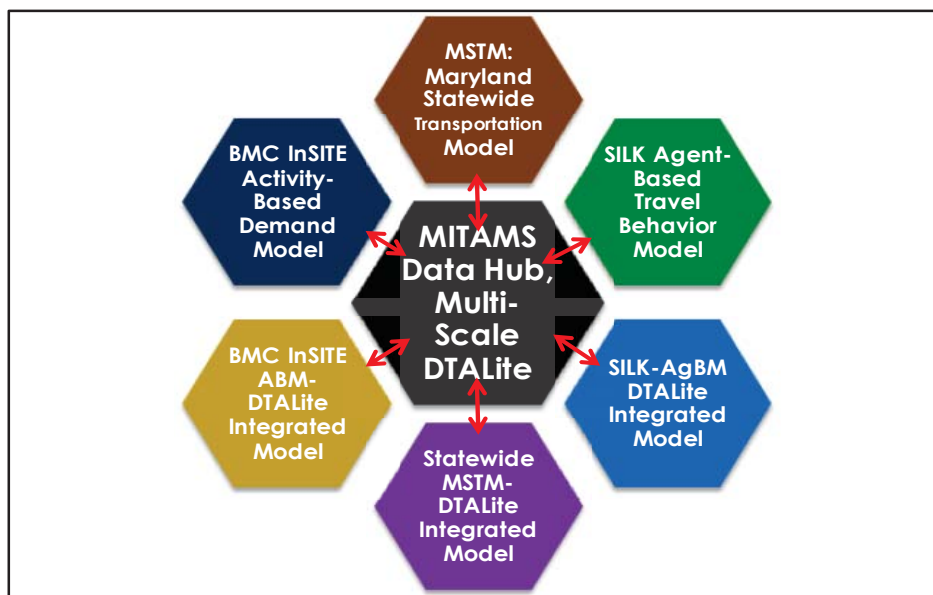 MSTM:
Maryland
Statewide
Transportation
Model
BMC InSITE
Activity-
Based
Demand
Model
SILK Agent-
Based
Travel
Behavior
Model
MITAMS
Data Hub,
Multi-
Scale
DTALite
BMC InSITE
ABM-
DTALite
Integrated
Model
SILK-AgBM
DTALite
Integrated
Model
Statewide
MSTM-
DTALite
Integrated
Model